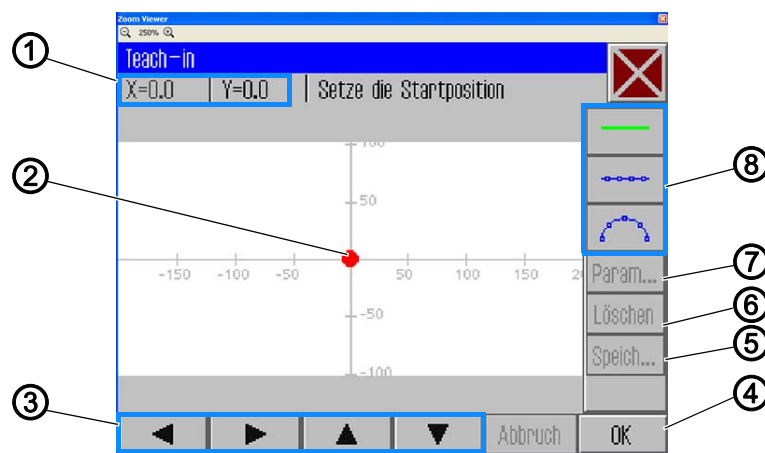 Zoom Viewer
250%
Teach-in
X=0.0 Y=0.0 Setze die Startposition
100
50
-150 -100 -50 50 100 150
-50
-100
Param...
Löschen
Speich...
Abbruch OK
1
2
3
8
7
6
5
4